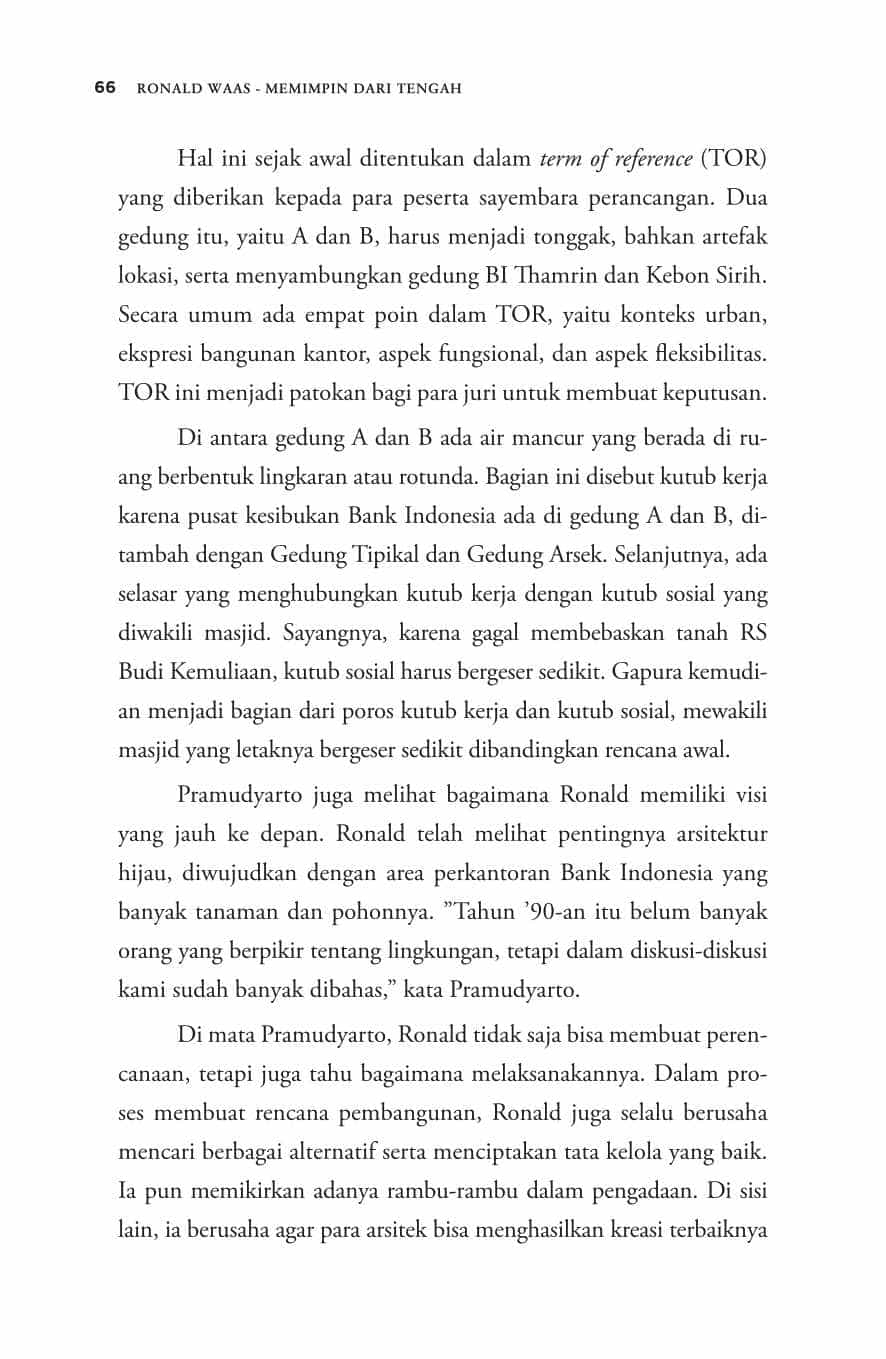 66 RONALD WAAS - MEMIMPIN DARI TENGAH
Hal ini sejak awal ditentukan dalam term of reference (TOR)
yang diberikan kepada para peserta sayembara perancangan. Dua
gedung itu, yaitu A dan B, harus menjadi tonggak, bahkan artefak
lokasi, serta menyambungkan gedung BI Thamrin dan Kebon Sirih.
Secara umum ada empat poin dalam TOR, yaitu konteks urban,
ekspresi bangunan kantor, aspek fungsional, dan aspek fleksibilitas.
TOR ini menjadi patokan bagi para juri untuk membuat keputusan.
Di antara gedung A dan B ada air mancur yang berada di ru-
ang berbentuk lingkaran atau rotunda. Bagian ini disebut kutub kerja
karena pusat kesibukan Bank Indonesia ada di gedung A dan B, di-
tambah dengan Gedung Tipikal dan Gedung Arsek. Selanjutnya, ada
selasar yang menghubungkan kutub kerja dengan kutub sosial yang
diwakili masjid. Sayangnya, karena gagal membebaskan tanah RS
Budi Kemuliaan, kutub sosial harus bergeser sedikit. Gapura kemudi-
an menjadi bagian dari poros kutub kerja dan kutub sosial, mewakili
masjid yang letaknya bergeser sedikit dibandingkan rencana awal.
Pramudyarto juga melihat bagaimana Ronald memiliki visi
yang jauh ke depan. Ronald telah melihat pentingnya arsitektur
hijau, diwujudkan dengan area perkantoran Bank Indonesia yang
banyak tanaman dan pohonnya. ”Tahun ’90-an itu belum banyak
orang yang berpikir tentang lingkungan, tetapi dalam diskusi-diskusi
kami sudah banyak dibahas,” kata Pramudyarto.
Di mata Pramudyarto, Ronald tidak saja bisa membuat peren-
canaan, tetapi juga tahu bagaimana melaksanakannya. Dalam pro-
ses membuat rencana pembangunan, Ronald juga selalu berusaha
mencari berbagai alternatif serta menciptakan tata kelola yang baik.
Ia pun memikirkan adanya rambu-rambu dalam pengadaan. Di sisi
lain, ia berusaha agar para arsitek bisa menghasilkan kreasi terbaiknya